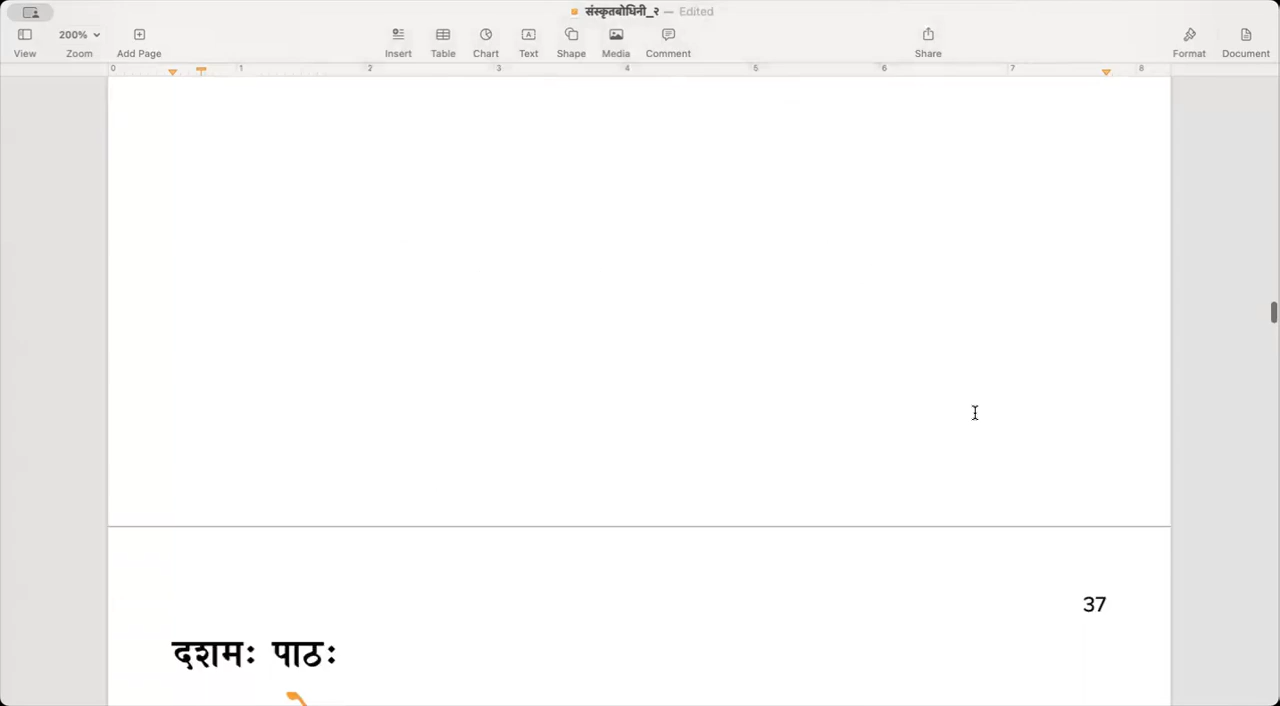 संस्कृतबोधिनी_२ — Edited
200%
View Zoom Add Page Insert Table Chart Text Shape Media Comment Share Format Document
0 1 2 3 4 5 6 7 8
37
दशमः पाठः